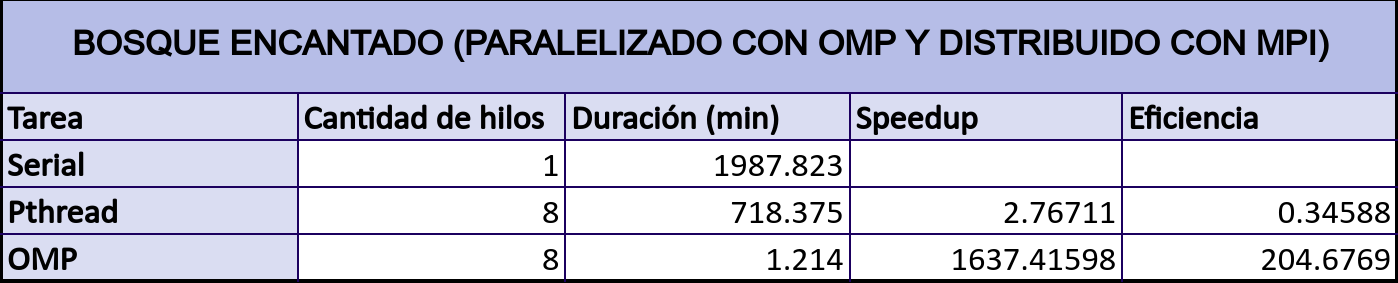 BOSQUE ENCANTADO (PARALELIZADO CON OMP Y DISTRIBUIDO CON MPI)
Tarea Cantidad de hilos Duración (min) Speedup Eficiencia
Serial 1 1987.823
Pthread 8 718.375 2.76711 0.34588
OMP 8 1.214 1637.41598 204.6769